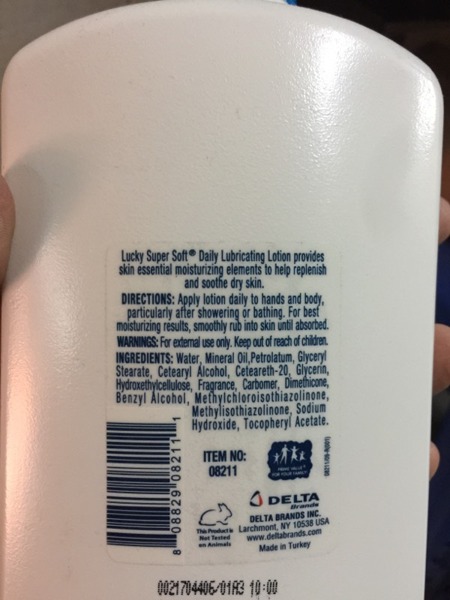 Lucky Super Soft® Daily Lubricating Lotion provides
skin essential moisturizing elements to help replenish
and soothe dry skin.
DIRECTIONS: Apply lotion daily to hands and body,
particularly after showering or bathing. For best
moisturizing results, smoothly rub into skin until absorbed.
WARNINGS: For external use only. Keep out of reach of children.
INGREDIENTS: Water, Mineral Oil,Petrolatum, Glyceryl
Stearate, Cetearyl Alcohol, Ceteareth-20, Glycerin,
Hydroxethylcellulose, Fragrance, Carbomer, Dimethicone,
Benzyl Alcohol, Methylchloroisothiazolinone,
Methylisothiazolinone, Sodium
Hydroxide, Tocopheryl Acetate.
8 08829 08211 1
ITEM NO:
08211
FOR YOUR FAMILY
This Product is
Not Tested
on Animals
DELTA
Brands
DELTA BRANDS INC.
Larchmont, NY 10538 USA
www.deltabrands.com
Made in Turkey